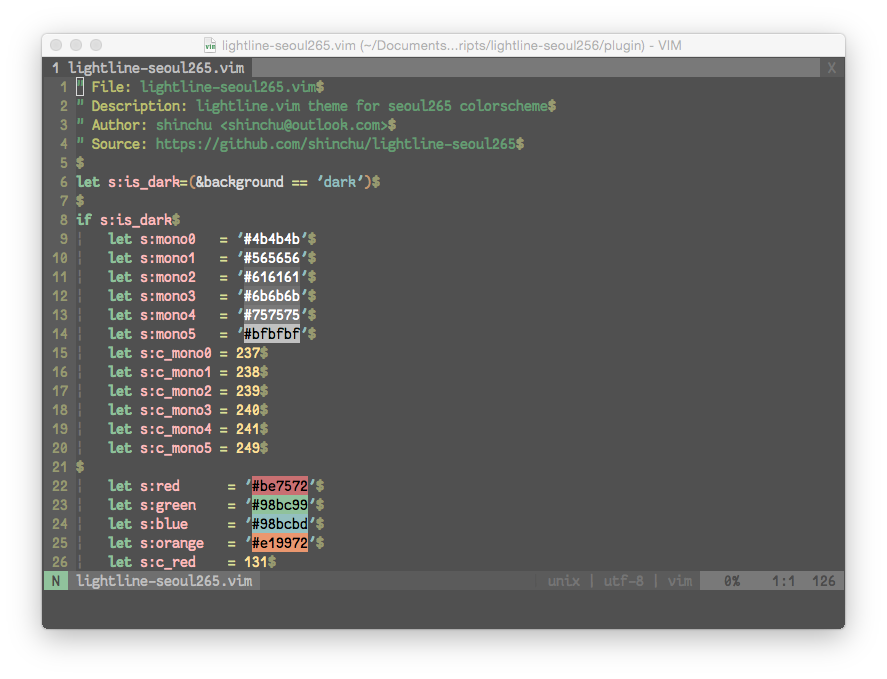 lightline-seoul265.vim (~/Documents...ripts/lightline-seoul256/plugin) - VIM
1 lightline-seoul265.vim X
1 " File: lightline-seoul265.vim$
2 " Description: lightline.vim theme for seoul265 colorscheme$
3 " Author: shinchu <shinchu@outlook.com>$
4 " Source: https://github.com/shinchu/lightline-seoul265$
5 $
6 let s:is_dark=(&background == 'dark')$
7 $
8 if s:is_dark$
9 ¦   let s:mono0   = '#4b4b4b'$
10 ¦   let s:mono1   = '#565656'$
11 ¦   let s:mono2   = '#616161'$
12 ¦   let s:mono3   = '#6b6b6b'$
13 ¦   let s:mono4   = '#757575'$
14 ¦   let s:mono5   = '#bfbfbf'$
15 ¦   let s:c_mono0 = 237$
16 ¦   let s:c_mono1 = 238$
17 ¦   let s:c_mono2 = 239$
18 ¦   let s:c_mono3 = 240$
19 ¦   let s:c_mono4 = 241$
20 ¦   let s:c_mono5 = 249$
21 $
22 ¦   let s:red      = '#be7572'$
23 ¦   let s:green    = '#98bc99'$
24 ¦   let s:blue     = '#98bcbd'$
25 ¦   let s:orange   = '#e19972'$
26 ¦   let s:c_red    = 131$
N lightline-seoul265.vim unix | utf-8 | vim 0% 1:1 126